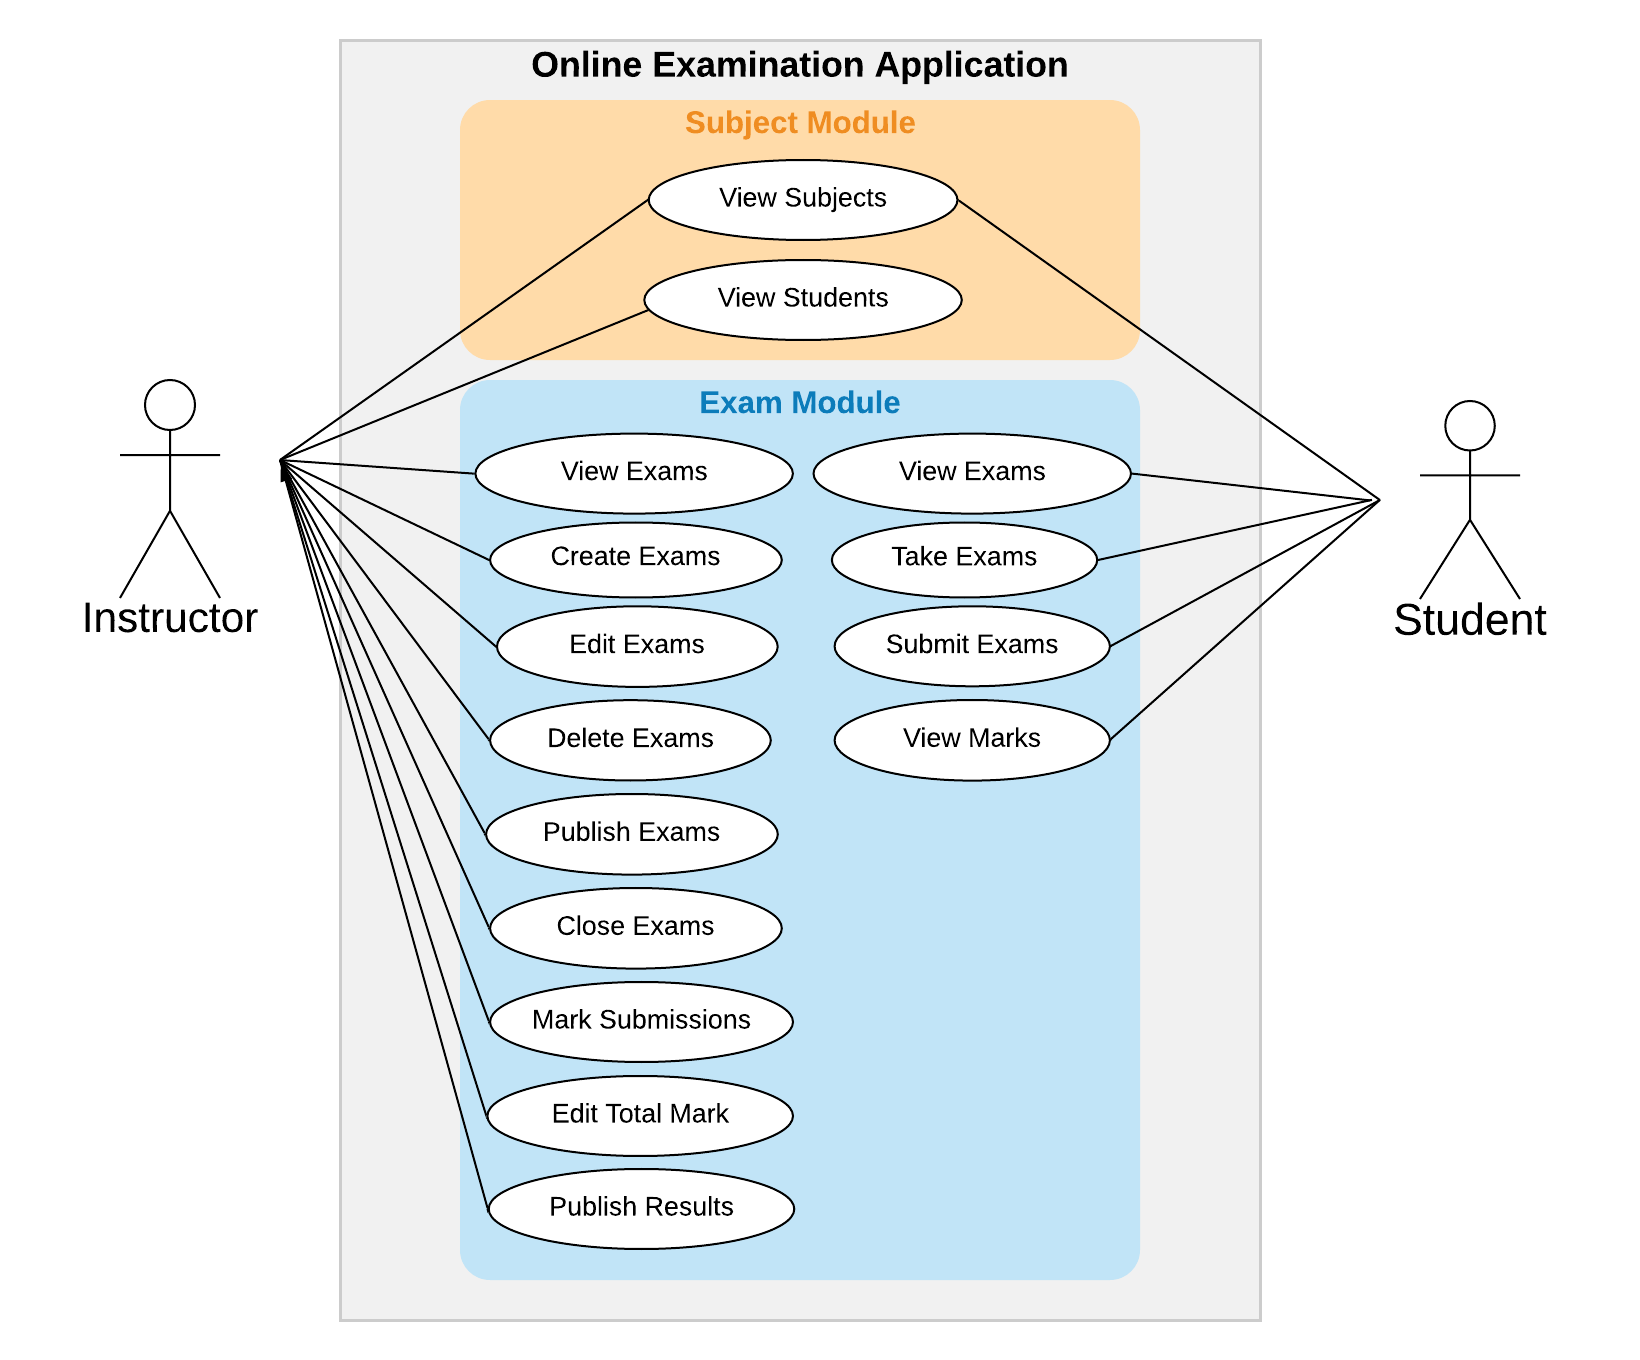 Online Examination Application
Subject Module
View Subjects
View Students
Exam Module
View Exams
Create Exams
Edit Exams
Delete Exams
Publish Exams
Close Exams
Mark Submissions
Edit Total Mark
Publish Results
View Exams
Take Exams
Submit Exams
View Marks
Instructor
Student